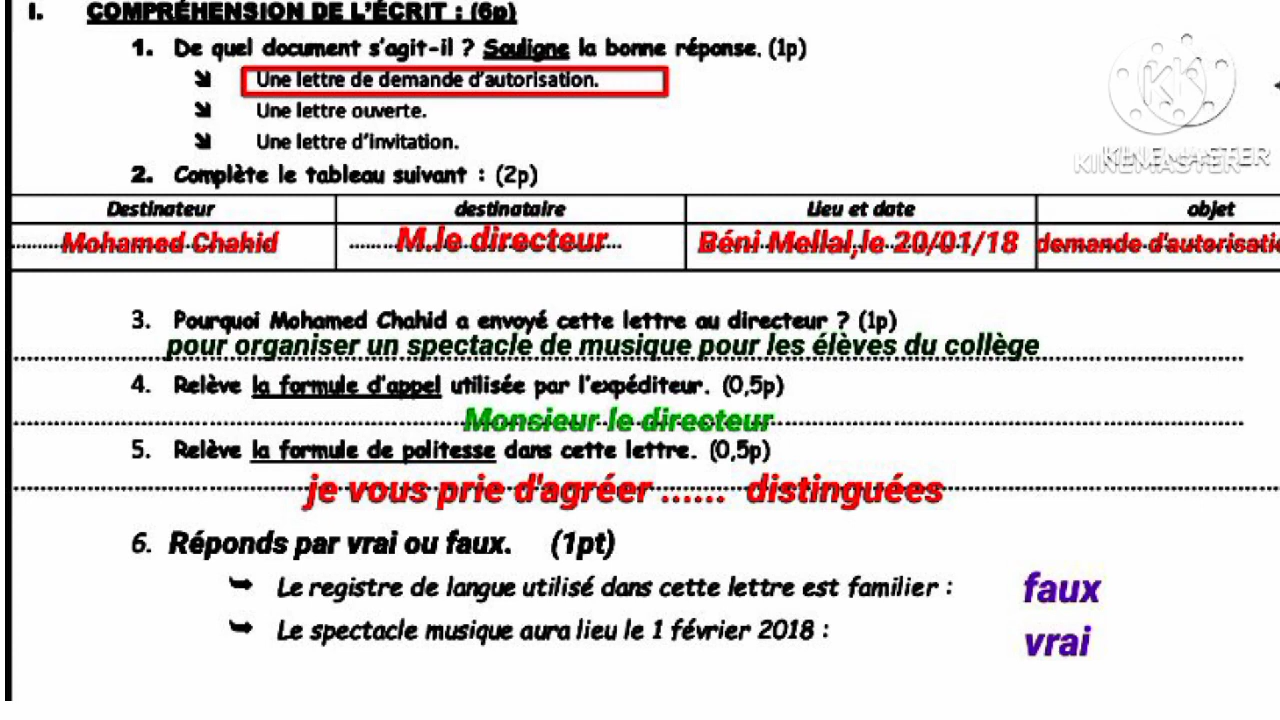 I. COMPRÉHENSION DE L'ÉCRIT : (6p)
1. De quel document s'agit-il ? Souligne la bonne réponse. (1p)
Une lettre de demande d'autorisation.
Une lettre ouverte.
Une lettre d'invitation.
KINEMASTER
KINEMASTER
2. Complète le tableau suivant : (2p)
Destinateur destinataire Lieu et date objet
Mohamed Chahid M.le directeur Béni Mellal,le 20/01/18 demande d'autorisatio
3. Pourquoi Mohamed Chahid a envoyé cette lettre au directeur ? (1p)
pour organiser un spectacle de musique pour les élèves du collège
4. Relève la formule d'appel utilisée par l'expéditeur. (0,5p)
Monsieur le directeur
5. Relève la formule de politesse dans cette lettre. (0,5p)
je vous prie d'agréer ...... distinguées
6. Réponds par vrai ou faux. (1pt)
Le registre de langue utilisé dans cette lettre est familier : faux
Le spectacle musique aura lieu le 1 février 2018 : vrai